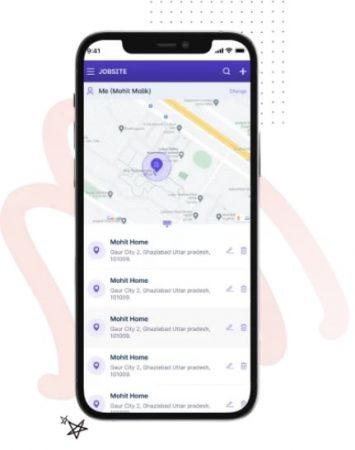 9:41
JOBSITE
Me (Mohit Malik)
Change
Mohit Home
Gaur City 2, Ghaziabad Uttar pradesh,
101009.
Mohit Home
Gaur City 2, Ghaziabad Uttar pradesh,
101009.
Mohit Home
Gaur City 2, Ghaziabad Uttar pradesh,
101009.
Mohit Home
Gaur City 2, Ghaziabad Uttar pradesh,
101009.
Mohit Home
Gaur City 2, Ghaziabad Uttar pradesh,
101009.